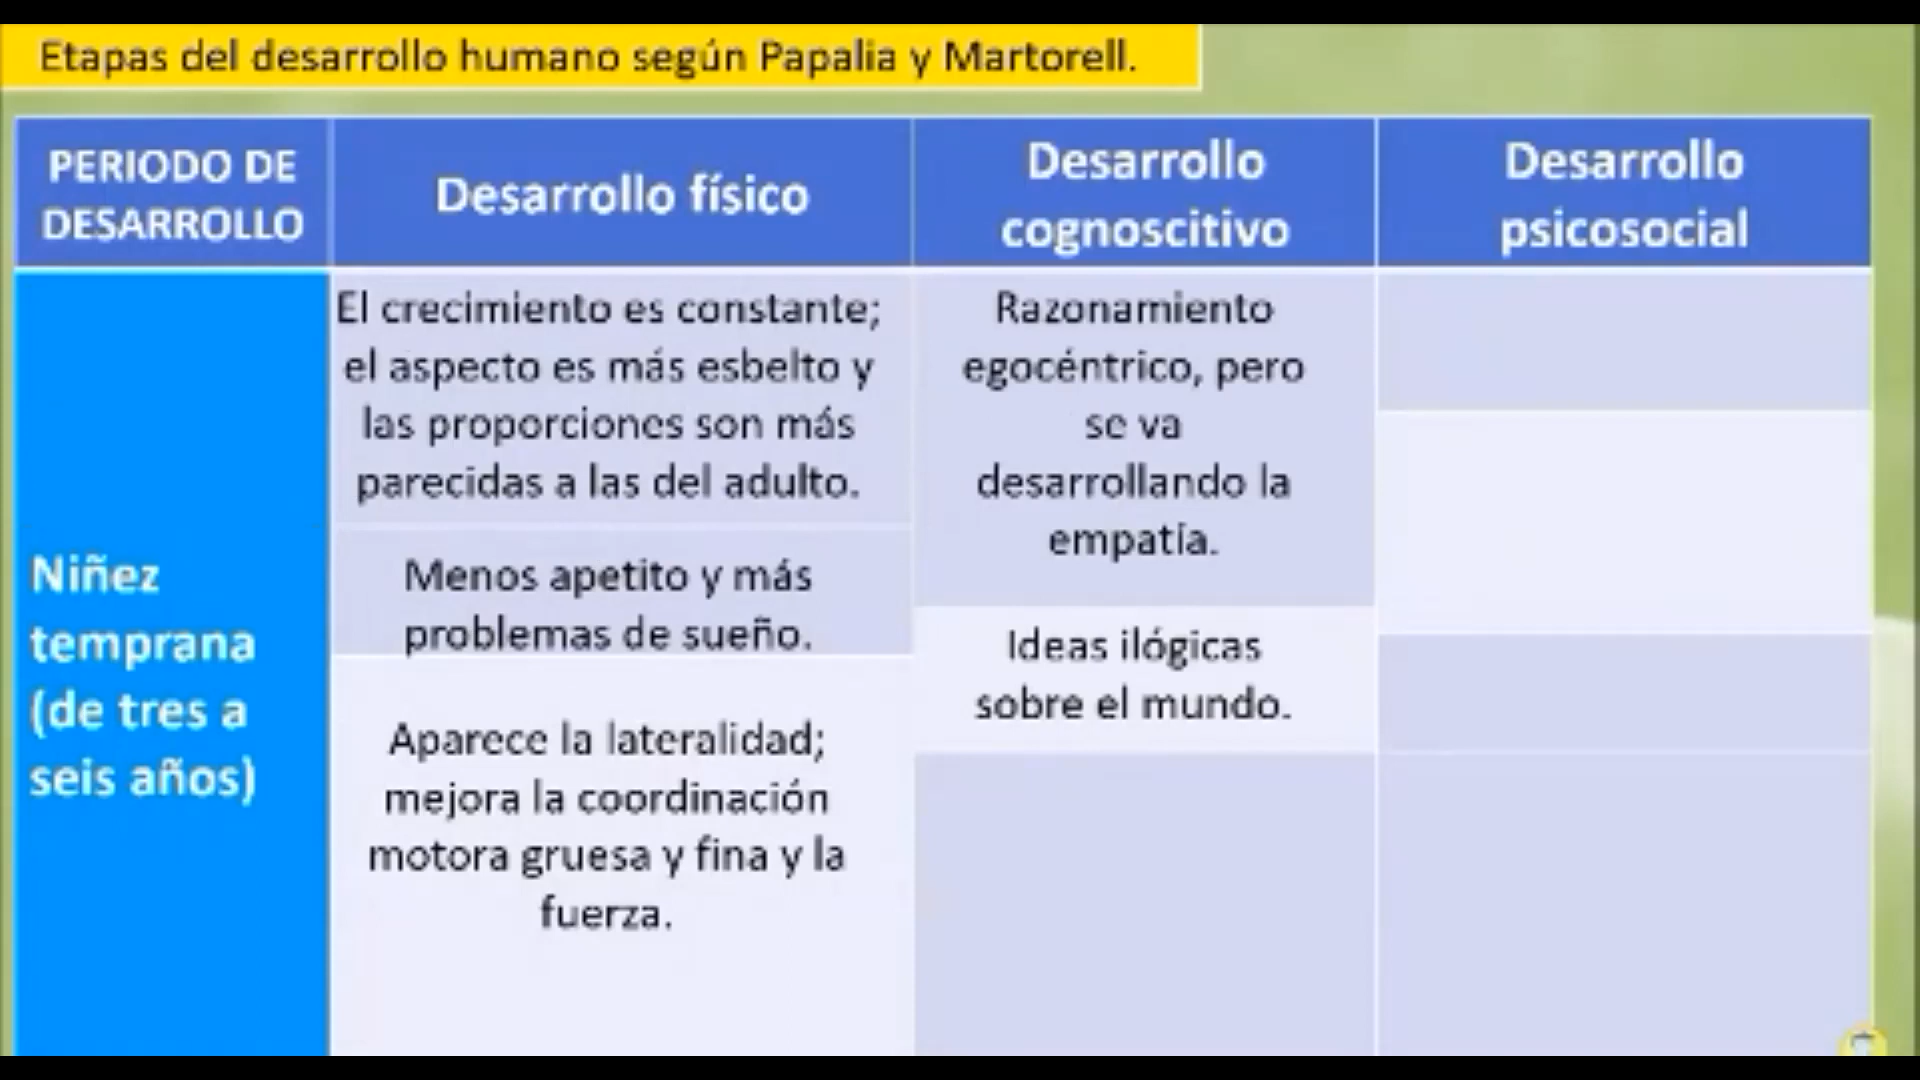 Etapas del desarrollo humano según Papalia y Martorell.
PERIODO DE
DESARROLLO
Desarrollo físico
Desarrollo
cognoscitivo
Desarrollo
psicosocial
Niñez
temprana
(de tres a
seis años)
El crecimiento es constante;
el aspecto es más esbelto y
las proporciones son más
parecidas a las del adulto.
Menos apetito y más
problemas de sueño.
Aparece la lateralidad;
mejora la coordinación
motora gruesa y fina y la
fuerza.
Razonamiento
egocéntrico, pero
se va
desarrollando la
empatía.
Ideas ilógicas
sobre el mundo.